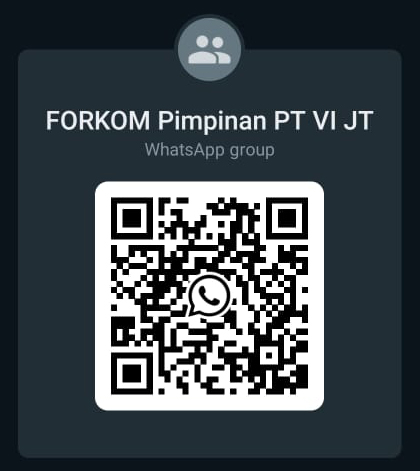 FORKOM Pimpinan PT VI JT
WhatsApp group